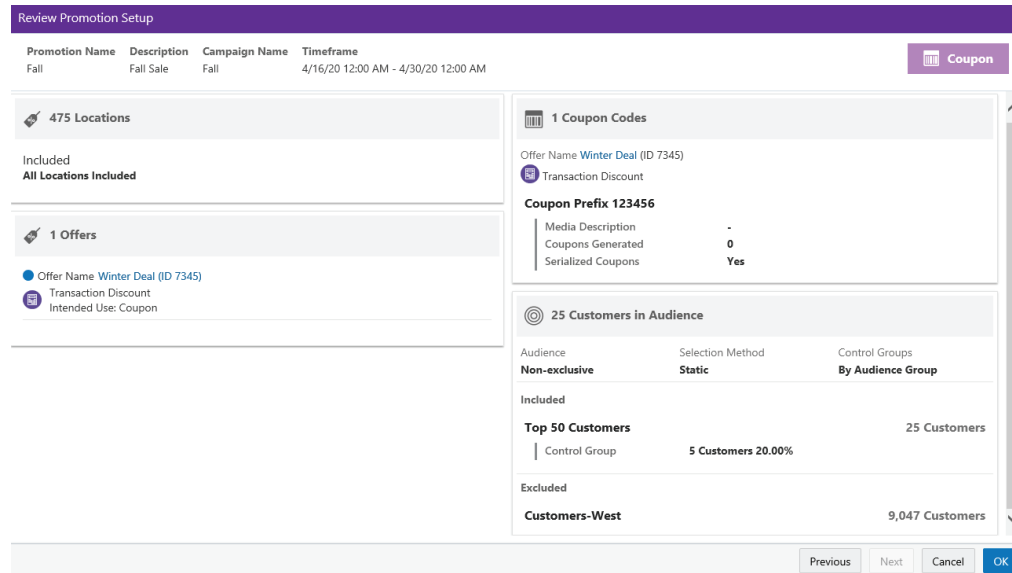 Review Promotion Setup
Promotion Name Description Campaign Name Timeframe
Fall Fall Sale Fall 4/16/20 12:00 AM - 4/30/20 12:00 AM
Coupon
475 Locations
Included
All Locations Included
1 Offers
Offer Name Winter Deal (ID 7345)
Transaction Discount
Intended Use: Coupon
1 Coupon Codes
Offer Name Winter Deal (ID 7345)
Transaction Discount
Coupon Prefix 123456
Media Description -
Coupons Generated 0
Serialized Coupons Yes
25 Customers in Audience
Audience Selection Method Control Groups
Non-exclusive Static By Audience Group
Included
Top 50 Customers 25 Customers
Control Group 5 Customers 20.00%
Excluded
Customers-West 9,047 Customers
Previous Next Cancel OK